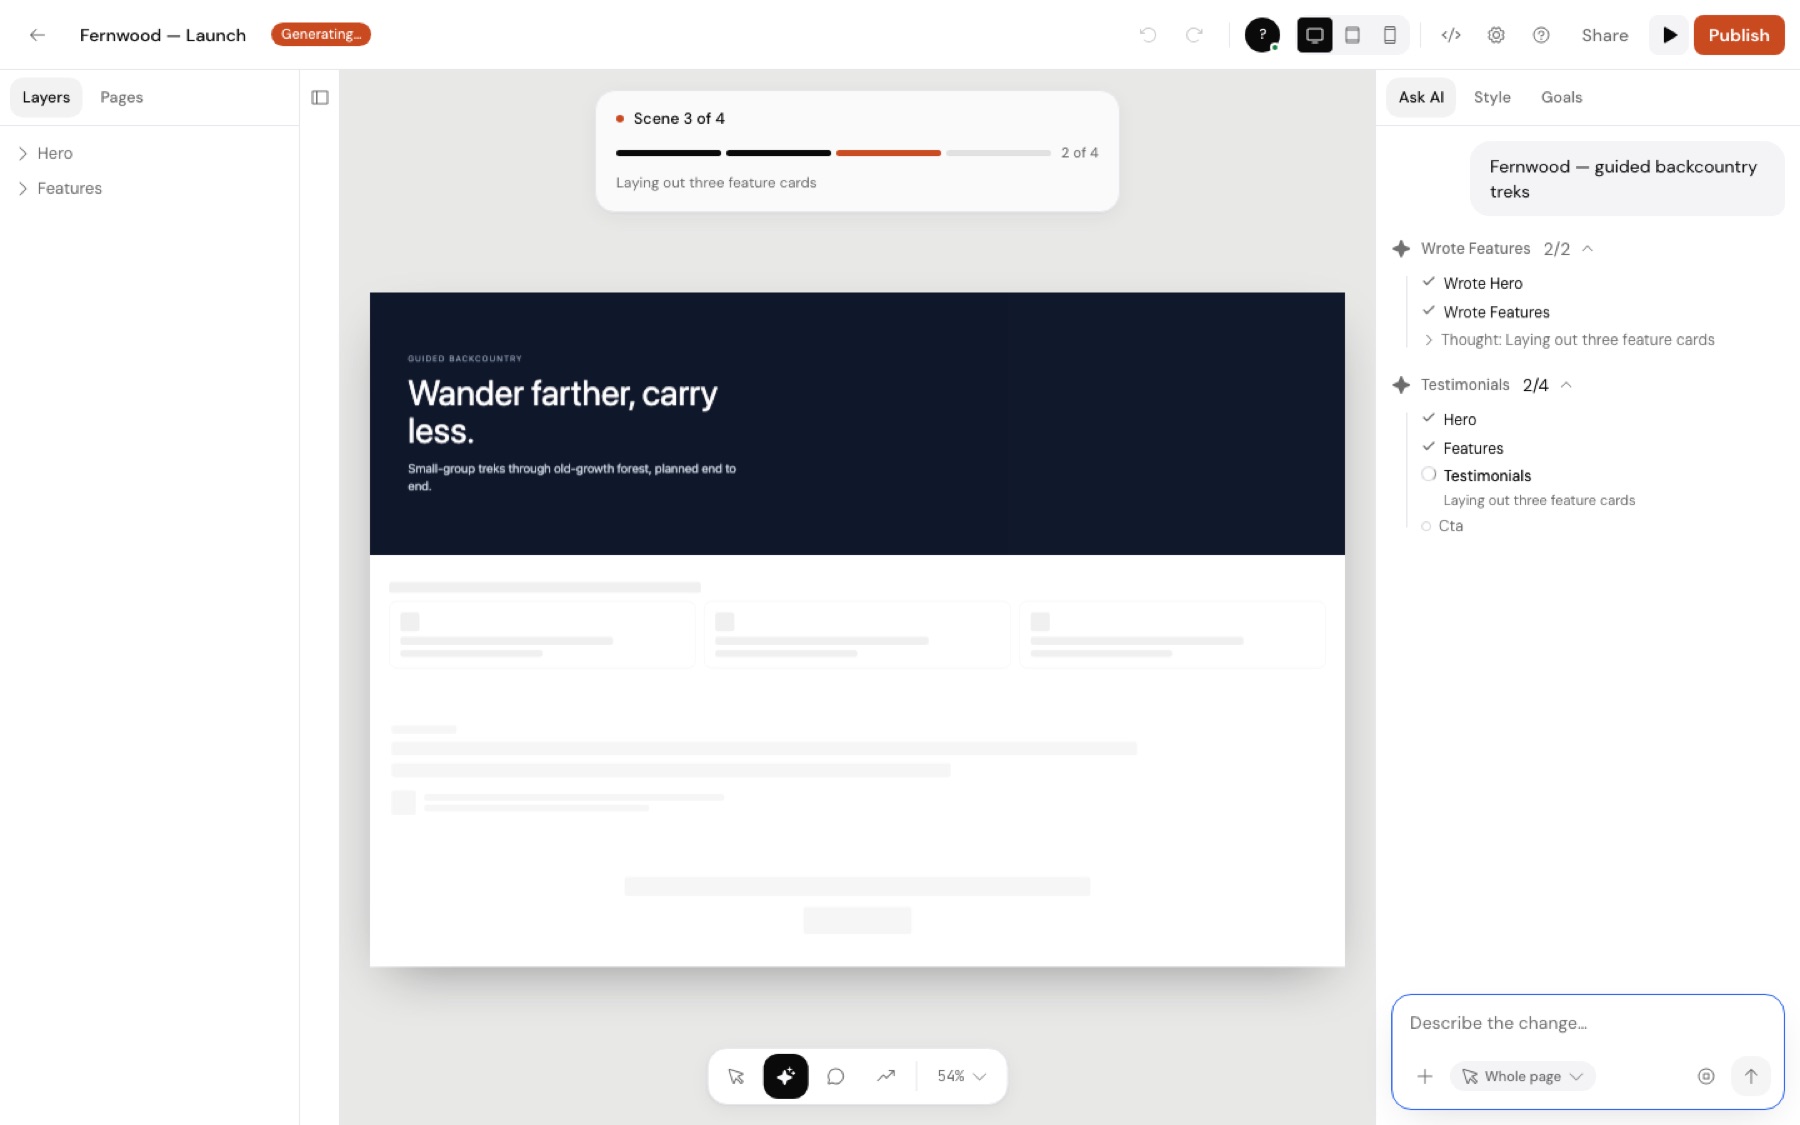 Fernwood — Launch
Generating...
?
</>
Share
Publish
Layers
Pages
Hero
Features
Scene 3 of 4
2 of 4
Laying out three feature cards
GUIDED BACKCOUNTRY
Wander farther, carry
less.
Small-group treks through old-growth forest, planned end to
end.
54%
Ask AI
Style
Goals
Fernwood — guided backcountry
treks
Wrote Features 2/2
Wrote Hero
Wrote Features
Thought: Laying out three feature cards
Testimonials 2/4
Hero
Features
Testimonials
Laying out three feature cards
Cta
Describe the change...
Whole page